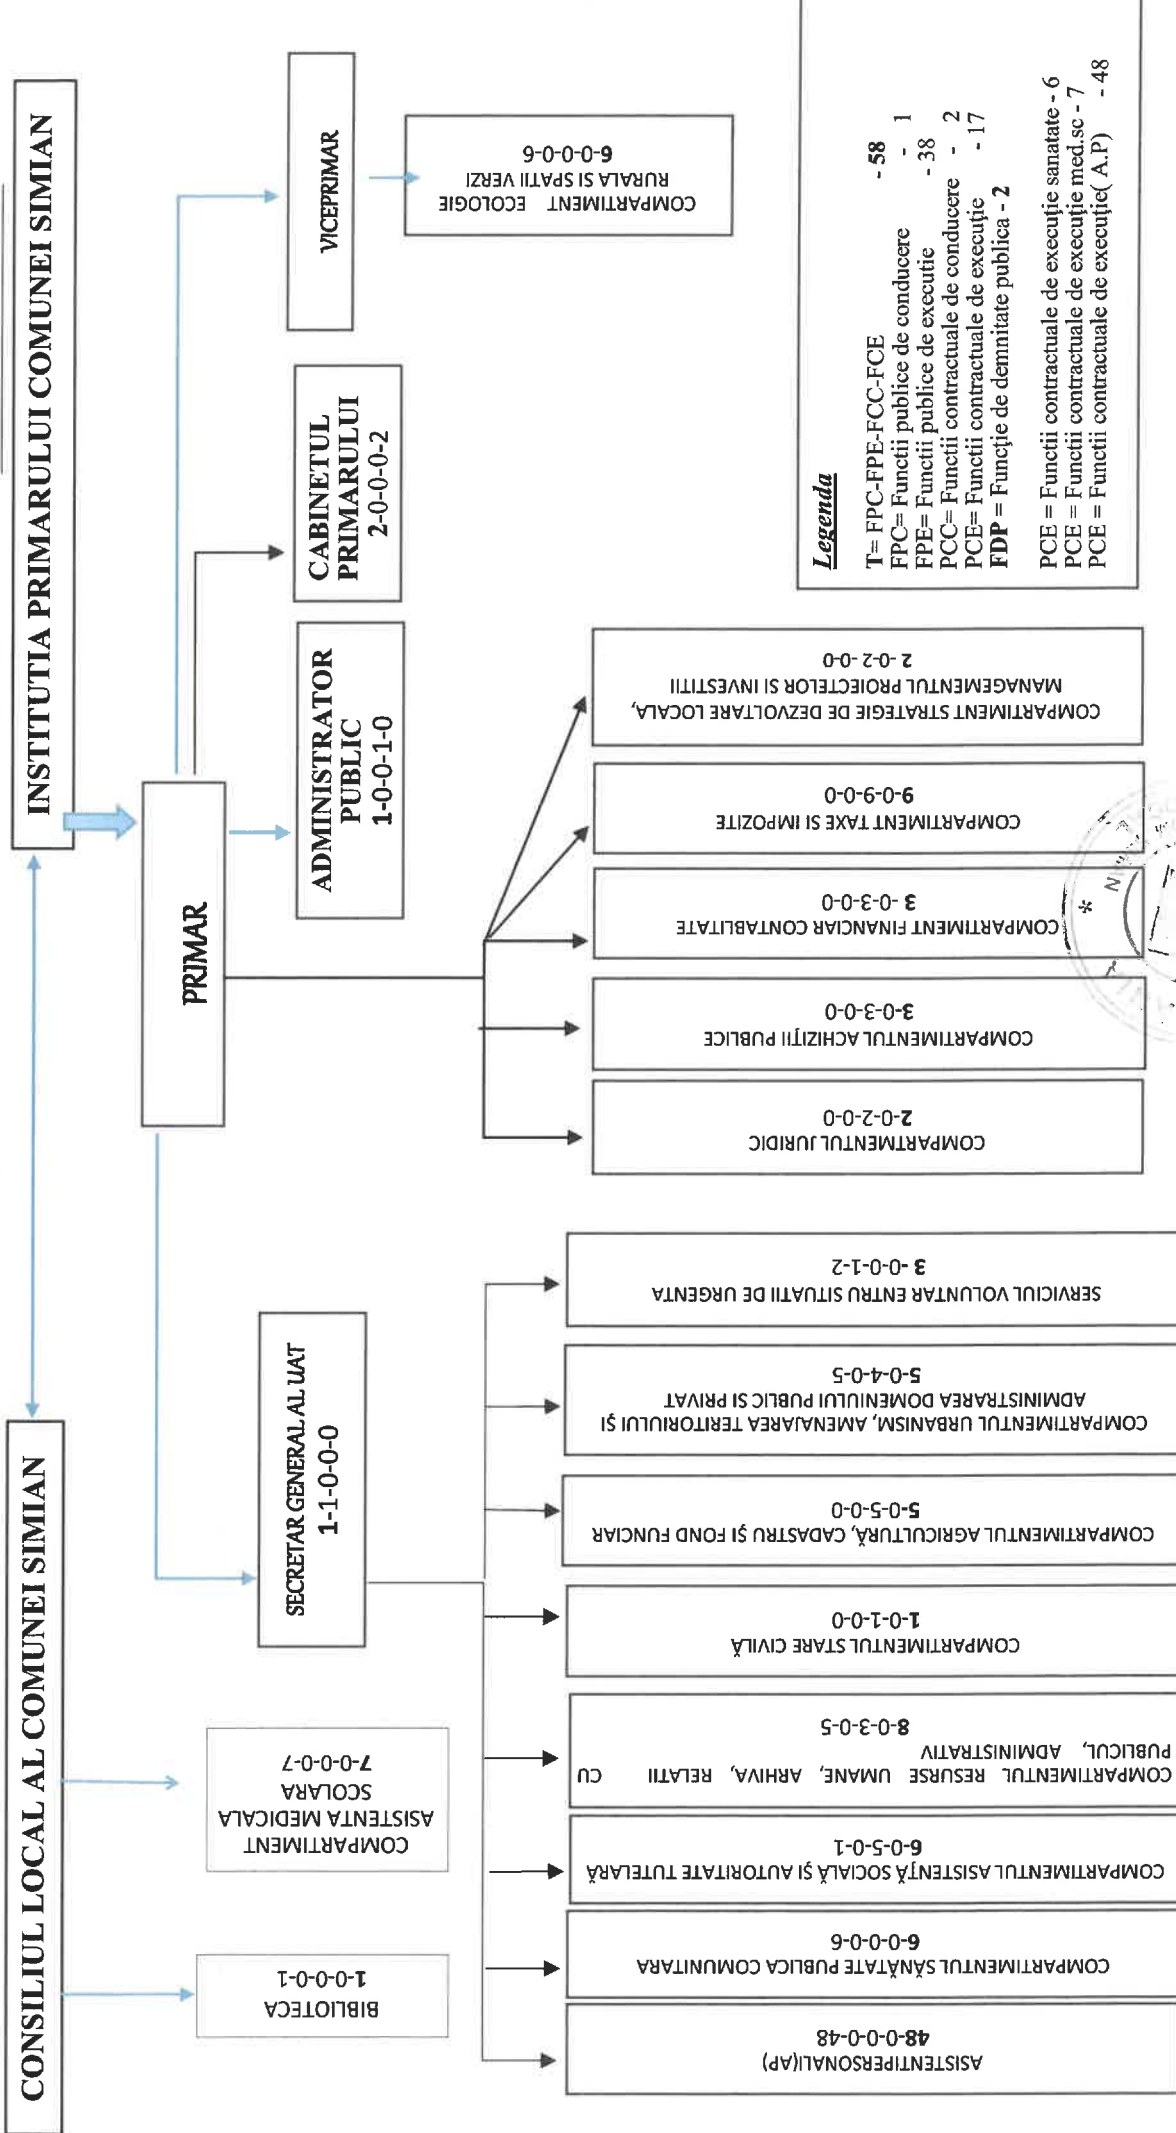 CONSILIUL LOCAL AL COMUNEI SIMIAN
INSTITUTIA PRIMARULUI COMUNEI SIMIAN
PRIMAR
VICEPRIMAR
COMPARTIMENT ECOLOGIE
RURALA SI SPATII VERZI
6-0-0-0-6
CABINETUL
PRIMARULUI
2-0-0-0-2
ADMINISTRATOR
PUBLIC
1-0-0-1-0
SECRETAR GENERAL AL UAT
1-1-0-0-0
BIBLIOTECA
1-0-0-0-1
COMPARTIMENT
ASISTENTA MEDICALA
SCOLARA
7-0-0-0-7
ASISTENTIPERSONALI(AP)
48-0-0-0-48
COMPARTIMENTUL SĂNĂTATE PUBLICA COMUNITARA
6-0-0-0-6
COMPARTIMENTUL ASISTENŢĂ SOCIALĂ ŞI AUTORITATE TUTELARĂ
6-0-5-0-1
COMPARTIMENTUL RESURSE UMANE, ARHIVA, RELATII CU
PUBLICUL, ADMINISTRATIV
8-0-3-0-5
COMPARTIMENTUL STARE CIVILĂ
1-0-1-0-0
COMPARTIMENTUL AGRICULTURĂ, CADASTRU ŞI FOND FUNCIAR
5-0-5-0-0
COMPARTIMENTUL URBANISM, AMENAJAREA TERITORIULUI ŞI
ADMINISTRAREA DOMENIULUI PUBLIC SI PRIVAT
5-0-4-0-5
SERVICIUL VOLUNTAR ENTRU SITUATII DE URGENTA
3 -0-0-1-2
COMPARTIMENTUL JURIDIC
2-0-2-0-0
COMPARTIMENTUL ACHIZIŢII PUBLICE
3-0-3-0-0
COMPARTIMENT FINANCIAR CONTABLITATE
3 -0-3-0-0
COMPARTIMENT TAXE SI IMPOZITE
9-0-9-0-0
COMPARTIMENT STRATEGIE DE DEZVOLTARE LOCALA,
MANAGEMENTUL PROIECTELOR SI INVESTITII
2 -0-2 -0-0
Legenda
T= FPC-FPE-FCC-FCE - 58
FPC= Functii publice de conducere - 1
FPE= Functii publice de executie - 38
PCC= Functii contractuale de conducere - 2
PCE= Functii contractuale de execuţie - 17
FDP = Funcţie de demnitate publica - 2
PCE = Functii contractuale de execuţie sanatate - 6
PCE = Functii contractuale de execuţie med.sc - 7
PCE = Functii contractuale de execuţie( A.P) - 48